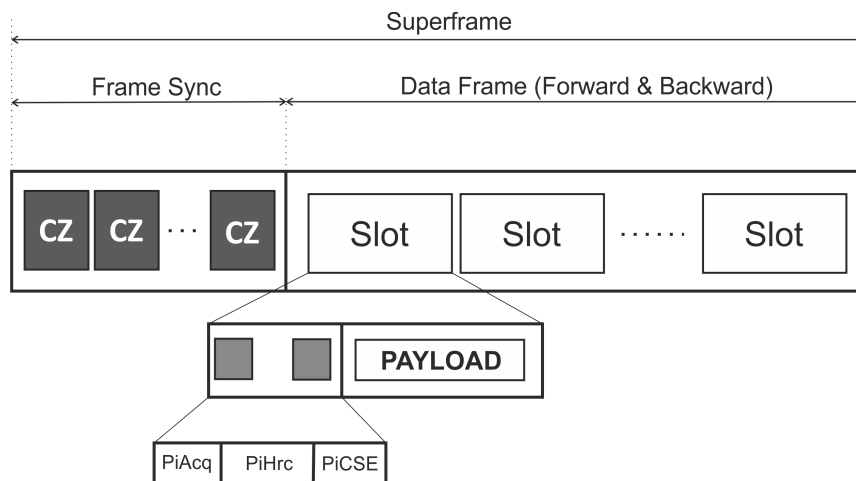 Superframe
Frame Sync
Data Frame (Forward & Backward)
CZ CZ ... CZ
Slot Slot ...... Slot
PAYLOAD
PiAcq PiHrc PiCSE